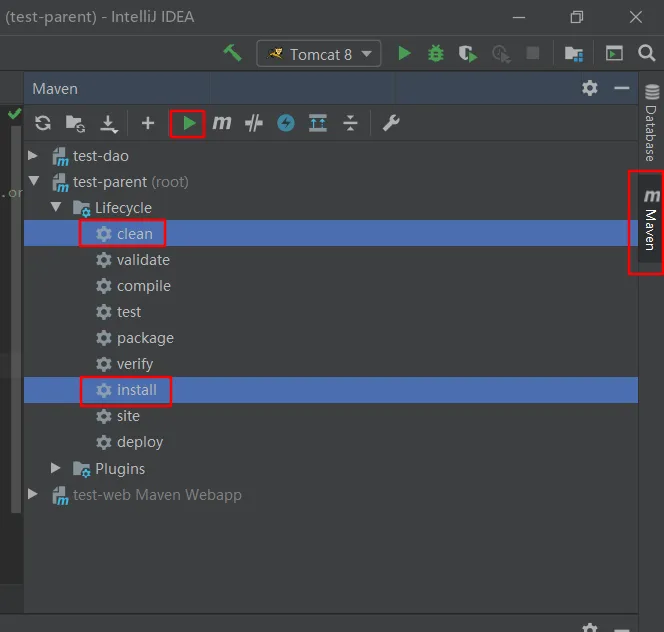 (test-parent) - IntelliJ IDEA
Tomcat 8
Maven
Database
.or
test-dao
test-parent (root)
Lifecycle
Maven
clean
validate
compile
test
package
verify
install
site
deploy
Plugins
test-web Maven Webapp